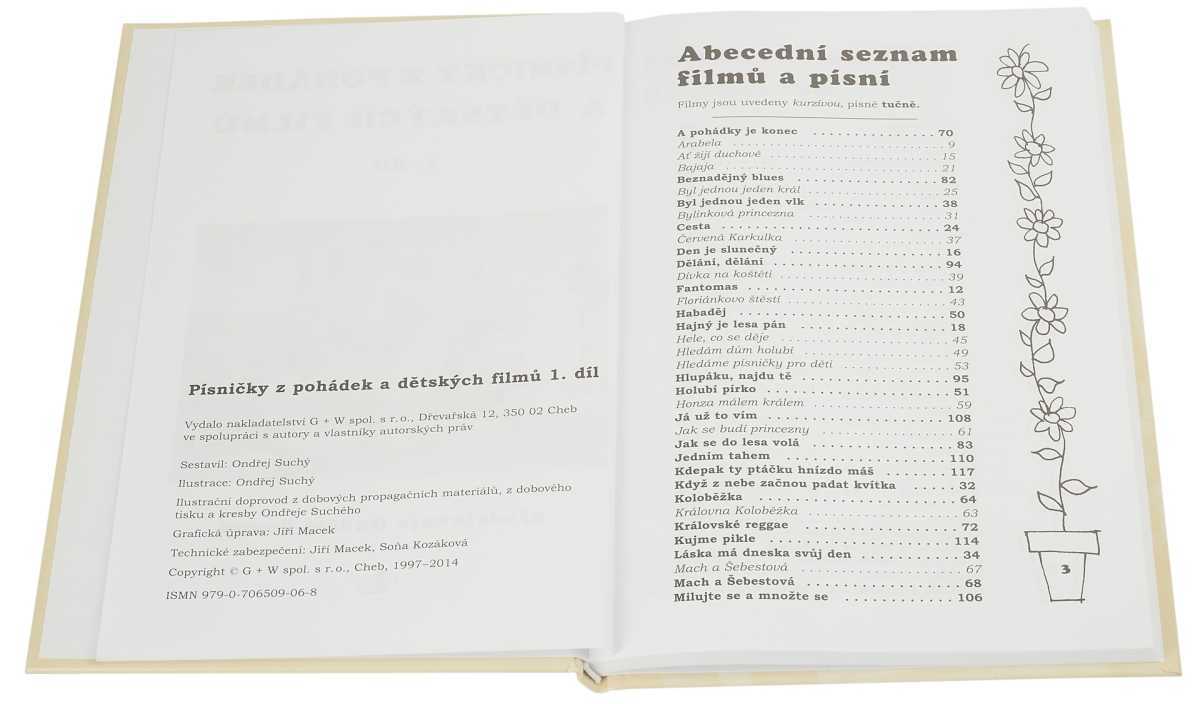 Písničky z pohádek a dětských filmů 1. díl
Vydalo nakladatelství G + W spol. s r.o., Dřevařská 12, 350 02 Cheb
ve spolupráci s autory a vlastníky autorských práv
Sestavil: Ondřej Suchý
Ilustrace: Ondřej Suchý
Ilustrační doprovod z dobových propagačních materiálů, z dobového
tisku a kresby Ondřeje Suchého
Grafická úprava: Jiří Macek
Technické zabezpečení: Jiří Macek, Soňa Kozáková
Copyright © G + W spol. s r.o., Cheb, 1997–2014
ISMN 979-0-706509-06-8
Abecední seznam
filmů a písní
Filmy jsou uvedeny kurzívou, písně tučně.
A pohádky je konec . . . . . . . . . . . . . 70
Arabela . . . . . . . . . . . . . . . . . . . . 9
Ať žijí duchové . . . . . . . . . . . . . . . . 15
Bajaja . . . . . . . . . . . . . . . . . . . . 21
Beznadějný blues . . . . . . . . . . . . . . . 82
Byl jednou jeden král . . . . . . . . . . . . . 25
Byl jednou jeden vlk . . . . . . . . . . . . . 38
Bylinková princezna . . . . . . . . . . . . . . 31
Cesta . . . . . . . . . . . . . . . . . . . . 24
Červená Karkulka . . . . . . . . . . . . . . . 37
Den je slunečný . . . . . . . . . . . . . . . 16
Dělání, dělání . . . . . . . . . . . . . . . . 94
Dívka na koštěti . . . . . . . . . . . . . . . 39
Fantomas . . . . . . . . . . . . . . . . . . 12
Floriánkovo štěstí . . . . . . . . . . . . . . 43
Habaděj . . . . . . . . . . . . . . . . . . . 50
Hajný je lesa pán . . . . . . . . . . . . . . 18
Hele, co se děje . . . . . . . . . . . . . . . 45
Hledám dům holubí . . . . . . . . . . . . . . 49
Hledáme písničky pro děti . . . . . . . . . . . 53
Hlupáku, najdu tě . . . . . . . . . . . . . . 95
Holubí pírko . . . . . . . . . . . . . . . . . 51
Honza málem králem . . . . . . . . . . . . . . 59
Já už to vím . . . . . . . . . . . . . . . . . 108
Jak se budí princezny . . . . . . . . . . . . . 61
Jak se do lesa volá . . . . . . . . . . . . . . 83
Jedním tahem . . . . . . . . . . . . . . . . 110
Kdepak ty ptáčku hnízdo máš . . . . . . . . . 117
Když z nebe začnou padat kvítka . . . . . 32
Koloběžka . . . . . . . . . . . . . . . . . . 64
Královna Koloběžka . . . . . . . . . . . . . . 63
Královské reggae . . . . . . . . . . . . . . . 72
Kujme pikle . . . . . . . . . . . . . . . . . 114
Láska má dneska svůj den . . . . . . . . . . . 34
Mach a Šebestová . . . . . . . . . . . . . . . 67
Mach a Šebestová . . . . . . . . . . . . . . . 68
Milujte se a množte se . . . . . . . . . . . . 106
3